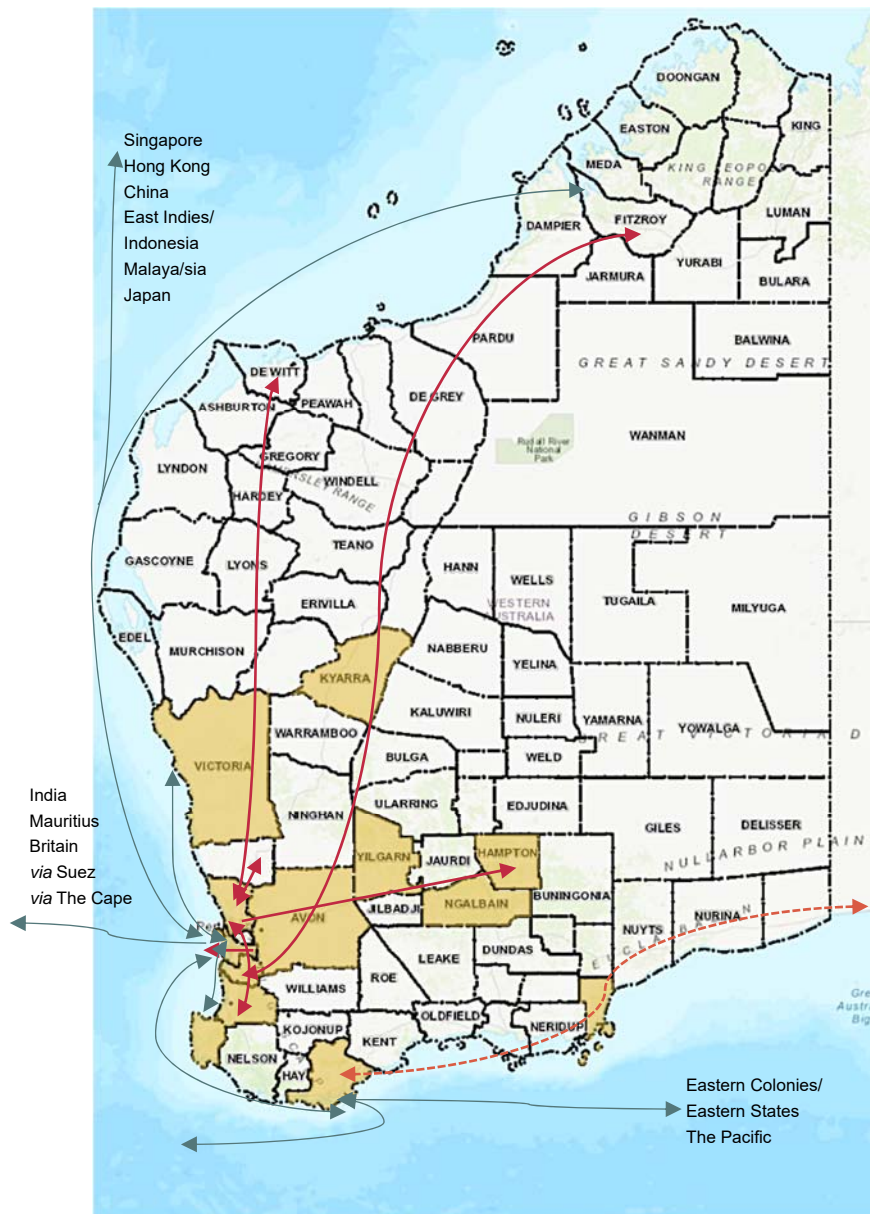 DOONGAN
EASTON
KING
MEDA
KING LEOPOLD
RANGE
LUMAN
FITZROY
DAMPIER
YURABI
JARMURA
BULARA
Singapore
Hong Kong
China
East Indies/
Indonesia
Malaya/sia
Japan
PARDU
BALWINA
GREAT SANDY DESERT
DE WITT
PEAWAH
DE GREY
ASHBURTON
Rudall River
National
Park
WANMAN
GREGORY
LYNDON
WINDELL
HARDEY
RANGE
GIBSON
DESERT
TEANO
GASCOYNE
LYONS
HANN
WELLS
WESTERN
AUSTRALIA
TUGAILA
MILYUGA
ERIVILLA
EDEL
MURCHISON
NABBERU
YELINA
KYARRA
KALUWIRI
NULERI
YAMARNA
YOWALGA
WARRAMBOO
GREAT VICTORIA D
BULGA
WELD
VICTORIA
ULARRING
EDJUDINA
NINGHAN
GILES
DELISSER
India
Mauritius
Britain
via Suez
via The Cape
YILGARN
JAURDI
HAMPTON
NULLARBOR PLAIN
BUNINGONIA
AVON
JILBADJI
NGALBAIN
NUYTS
NURINA
EUCLA BASIN
DUNDAS
LEAKE
ROE
WILLIAMS
OLDFIELD
NERIDUP
KOJONUP
KENT
NELSON
HAY
Eastern Colonies/
Eastern States
The Pacific